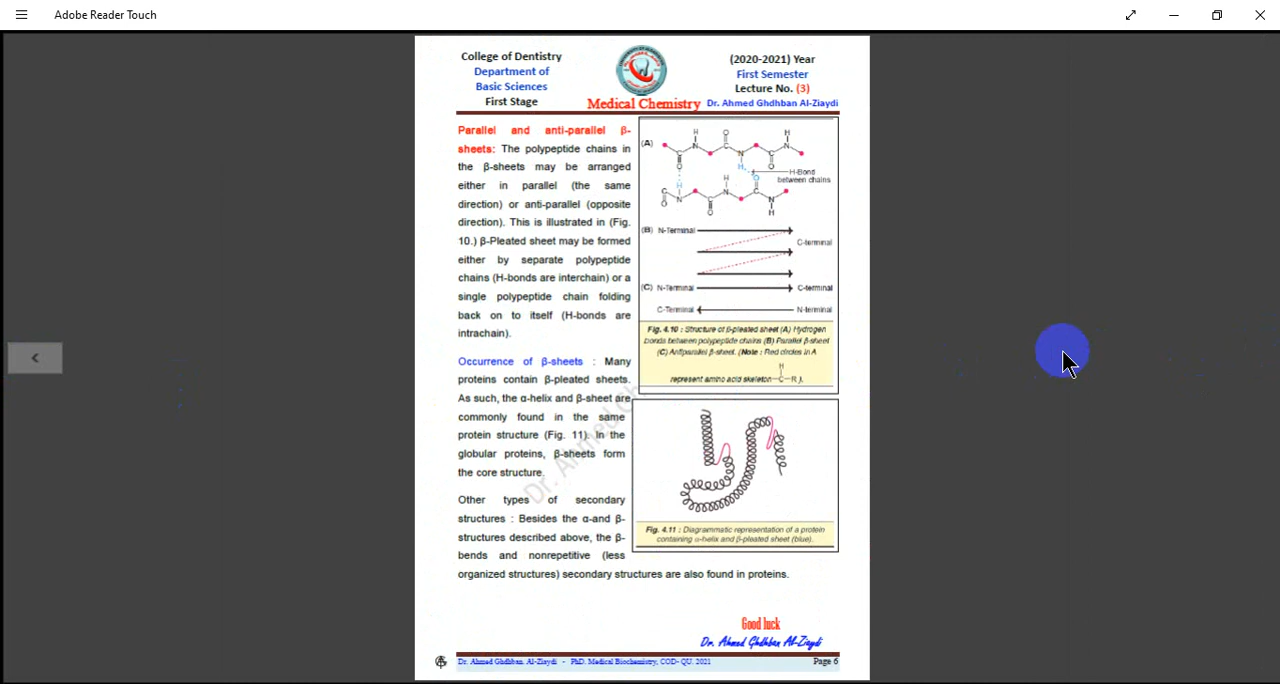 Adobe Reader Touch
College of Dentistry
Department of
Basic Sciences
First Stage
Medical Chemistry
(2020-2021) Year
First Semester
Lecture No. (3)
Dr. Ahmed Ghdhban Al-Ziaydi
Parallel and anti-parallel β-
sheets: The polypeptide chains in
the β-sheets may be arranged
either in parallel (the same
direction) or anti-parallel (opposite
direction). This is illustrated in (Fig.
10.) β-Pleated sheet may be formed
either by separate polypeptide
chains (H-bonds are interchain) or a
single polypeptide chain folding
back on to itself (H-bonds are
intrachain).
Occurrence of β-sheets : Many
proteins contain β-pleated sheets.
As such, the α-helix and β-sheet are
commonly found in the same
protein structure (Fig. 11). In the
globular proteins, β-sheets form
the core structure.
Other types of secondary
structures : Besides the α-and β-
structures described above, the β-
bends and nonrepetitive (less
organized structures) secondary structures are also found in proteins.
(A)
H-Bond
between chains
(B) N-Terminal
C-terminal
(C) N-Terminal C-terminal
C-Terminal N-terminal
Fig. 4.10 : Structure of β-pleated sheet (A) Hydrogen
bonds between polypeptide chains (B) Parallel β-sheet
(C) Antiparallel β-sheet. (Note : Red circles in A
H
represent amino acid skeleton—C—R ).
Fig. 4.11 : Diagrammatic representation of a protein
containing α-helix and β-pleated sheet (blue).
Good luck
Dr. Ahmed Ghdhban Al-Ziaydi
Dr. Ahmed Ghdhban. Al-Ziaydi - PhD. Medical Biochemistry, COD- QU. 2021
Page 6